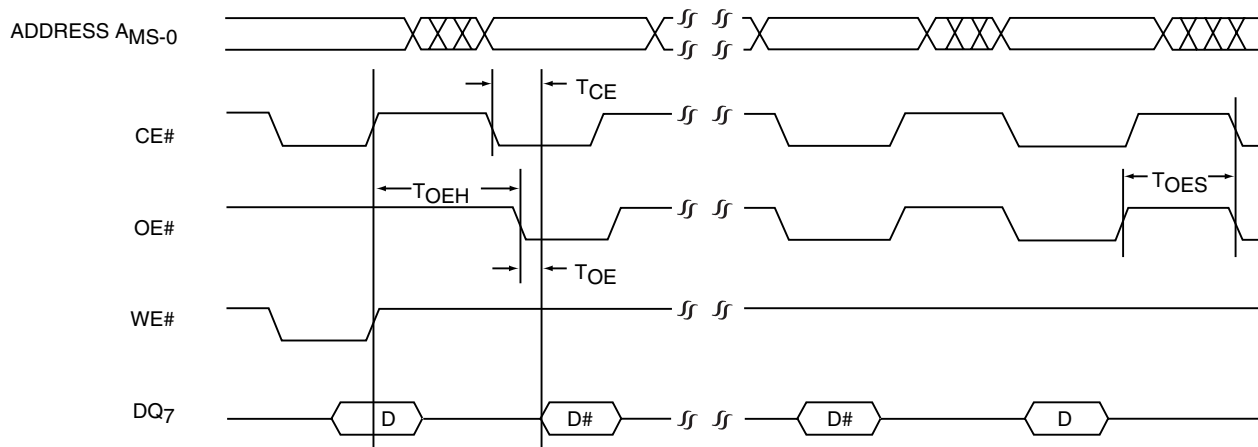 ADDRESS AMS-0
TCE
CE#
TOEH
TOES
OE#
TOE
WE#
DQ7
D
D#
D#
D